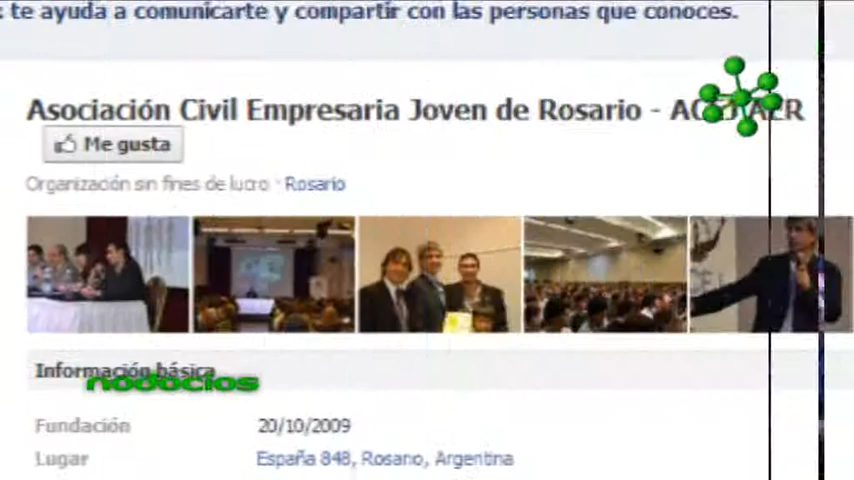 te ayuda a comunicarte y compartir con las personas que conoces.
Asociación Civil Empresaria Joven de Rosario -
Me gusta
Organización sin fines de lucro · Rosario
Información básica
nodocios
Fundación 20/10/2009
Lugar España 848, Rosario, Argentina